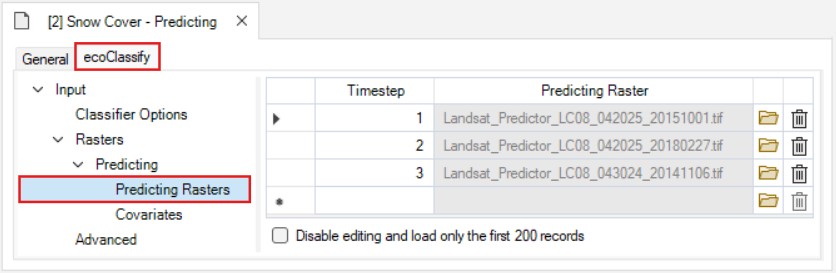 [2] Snow Cover - Predicting
General ecoClassify
Input
Classifier Options
Rasters
Predicting
Predicting Rasters
Covariates
Advanced
Timestep Predicting Raster
1 Landsat_Predictor_LC08_042025_20151001.tif
2 Landsat_Predictor_LC08_042025_20180227.tif
3 Landsat_Predictor_LC08_043024_20141106.tif
Disable editing and load only the first 200 records